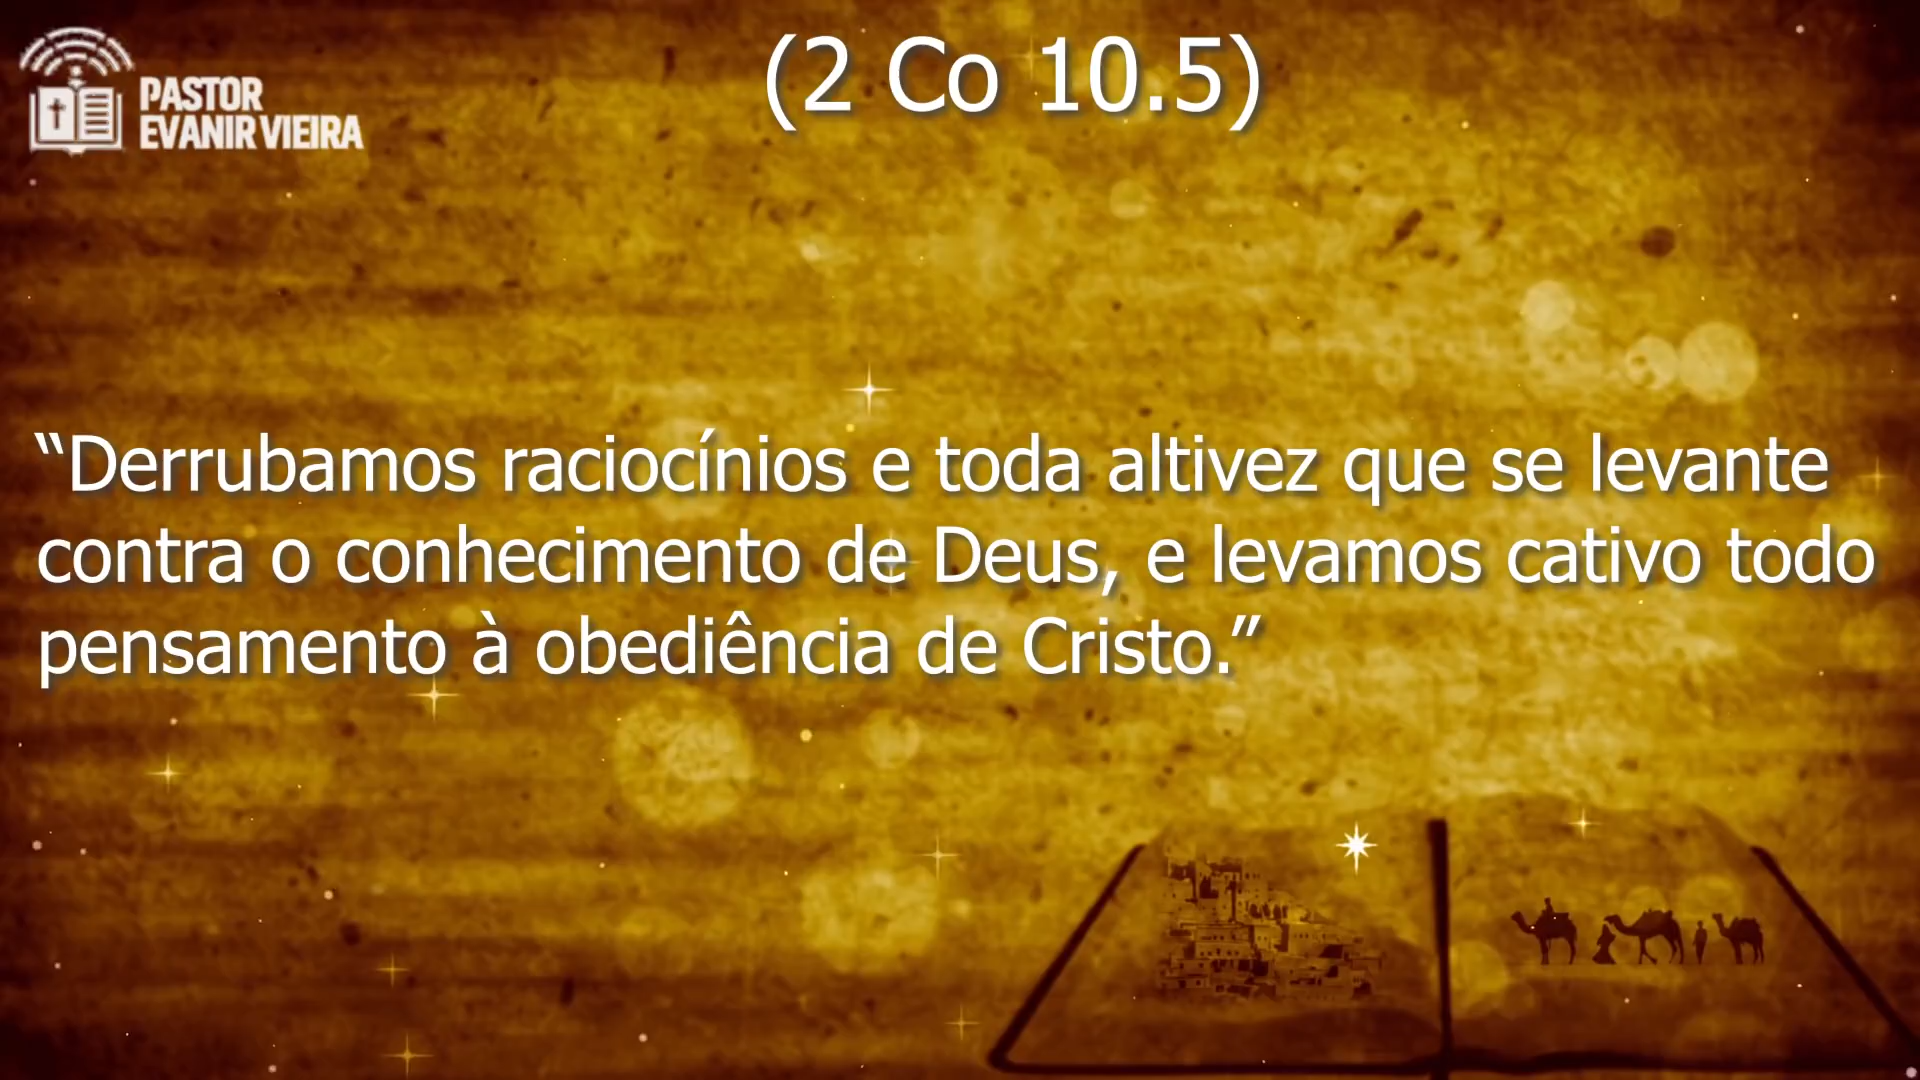 (2 Co 10.5)
PASTOR
EVANIR VIEIRA
“Derrubamos raciocínios e toda altivez que se levante
contra o conhecimento de Deus, e levamos cativo todo
pensamento à obediência de Cristo.”